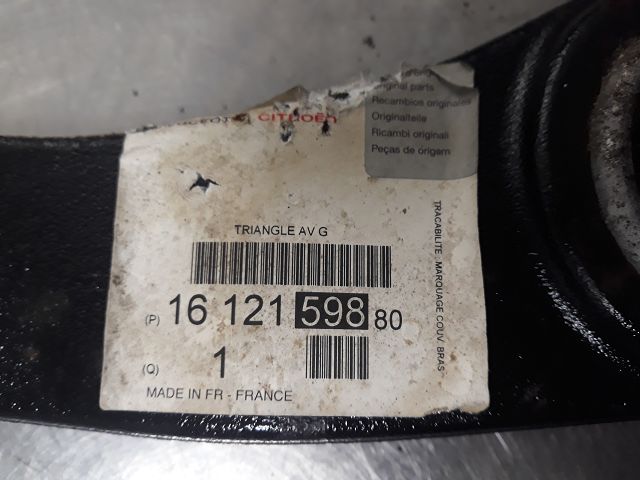 CITROËN
Original parts
Recambios originales
Originalteile
Ricambi originali
Peças de origem
TRIANGLE AV G
(P) 16 121 598 80
(Q) 1
MADE IN FR - FRANCE
TRACABILITE : MARQUAGE COUV. BRAS